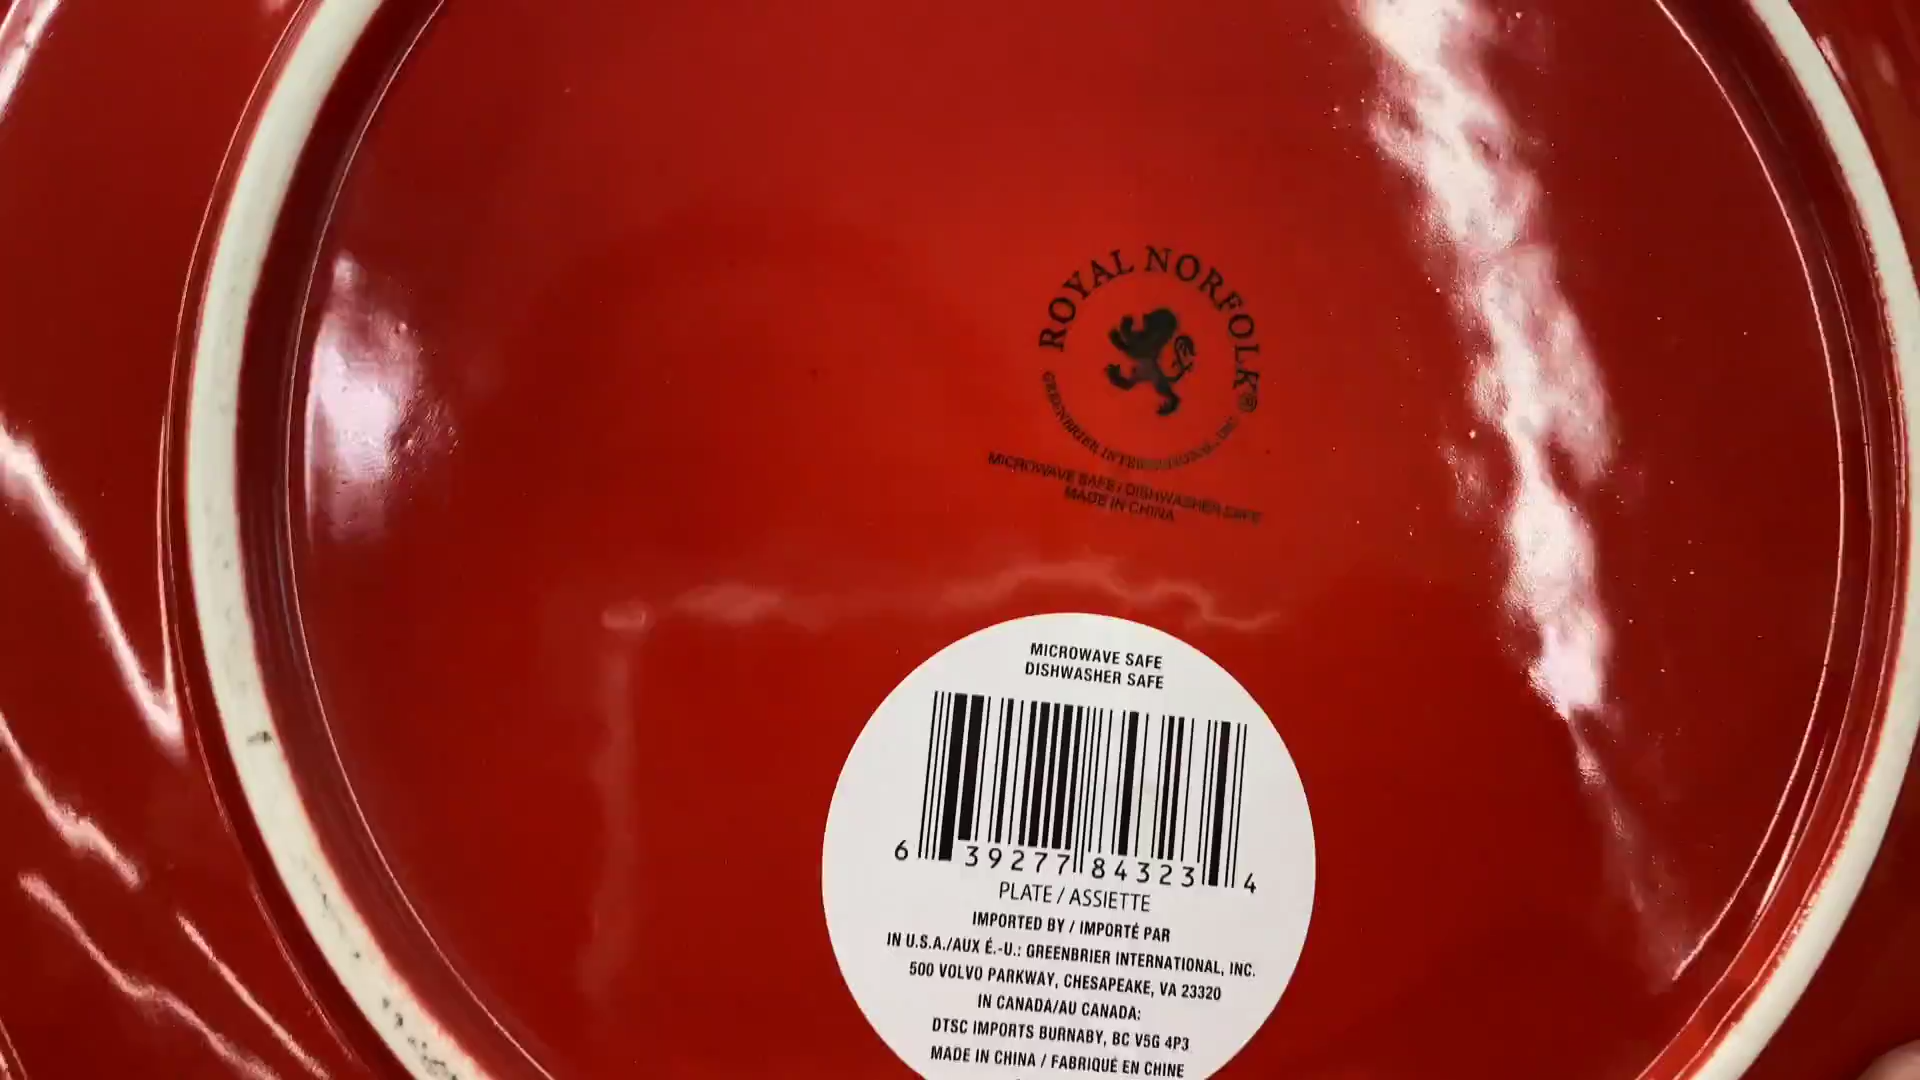 ROYAL NORFOLK®
GREENBRIER INTERNATIONAL, INC.
MICROWAVE SAFE / DISHWASHER SAFE
MADE IN CHINA
MICROWAVE SAFE
DISHWASHER SAFE
6 39277 84323 4
PLATE / ASSIETTE
IMPORTED BY / IMPORTÉ PAR
IN U.S.A./AUX É.-U.: GREENBRIER INTERNATIONAL, INC.
500 VOLVO PARKWAY, CHESAPEAKE, VA 23320
IN CANADA/AU CANADA:
DTSC IMPORTS BURNABY, BC V5G 4P3
MADE IN CHINA / FABRIQUÉ EN CHINE